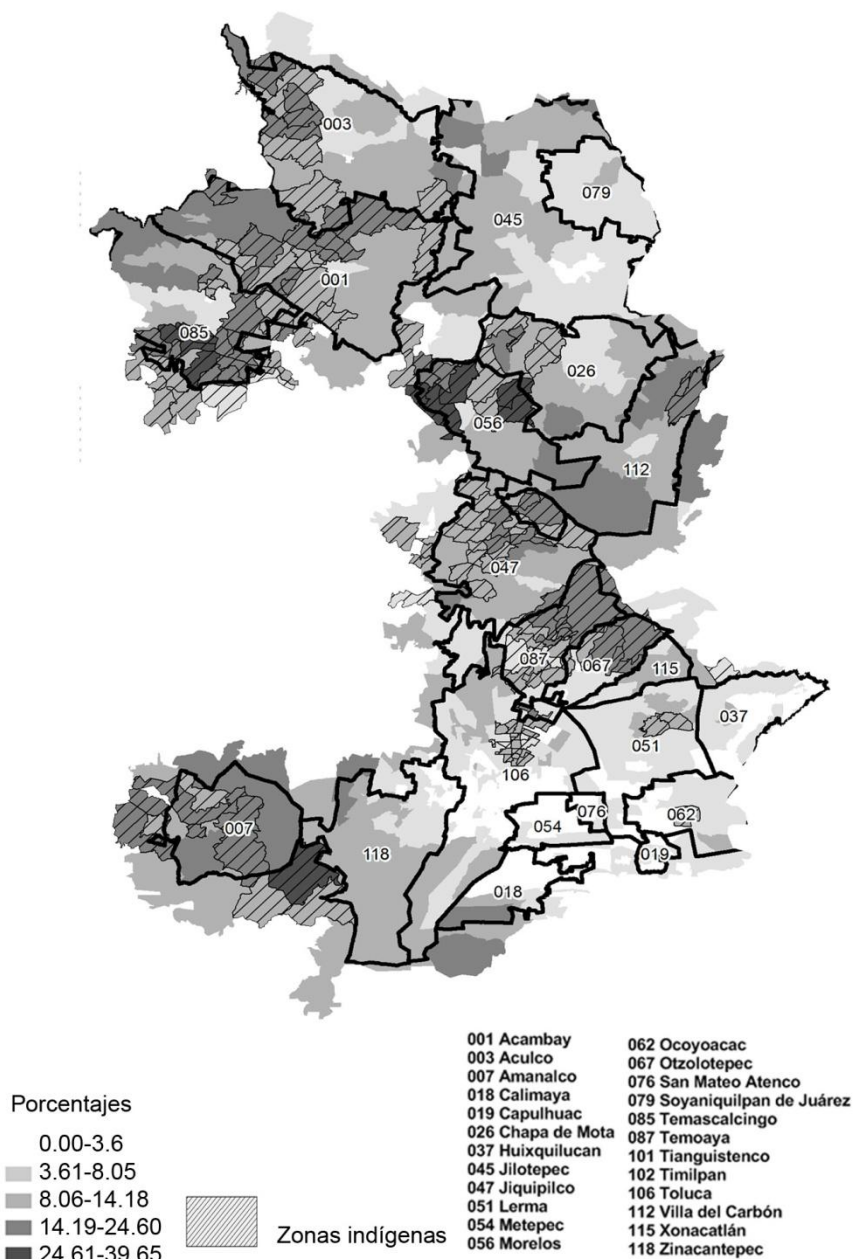 003
079
045
001
085
026
056
112
047
087
067
115
037
051
106
062
076
054
007
019
118
018
Porcentajes
0.00-3.6
3.61-8.05
8.06-14.18
14.19-24.60
24.61-39.65
Zonas indígenas
001 Acambay
003 Aculco
007 Amanalco
018 Calimaya
019 Capulhuac
026 Chapa de Mota
037 Huixquilucan
045 Jilotepec
047 Jiquipilco
051 Lerma
054 Metepec
056 Morelos
062 Ocoyoacac
067 Otzolotepec
076 San Mateo Atenco
079 Soyaniquilpan de Juárez
085 Temascalcingo
087 Temoaya
101 Tianguistenco
102 Timilpan
106 Toluca
112 Villa del Carbón
115 Xonacatlán
118 Zinacantepec